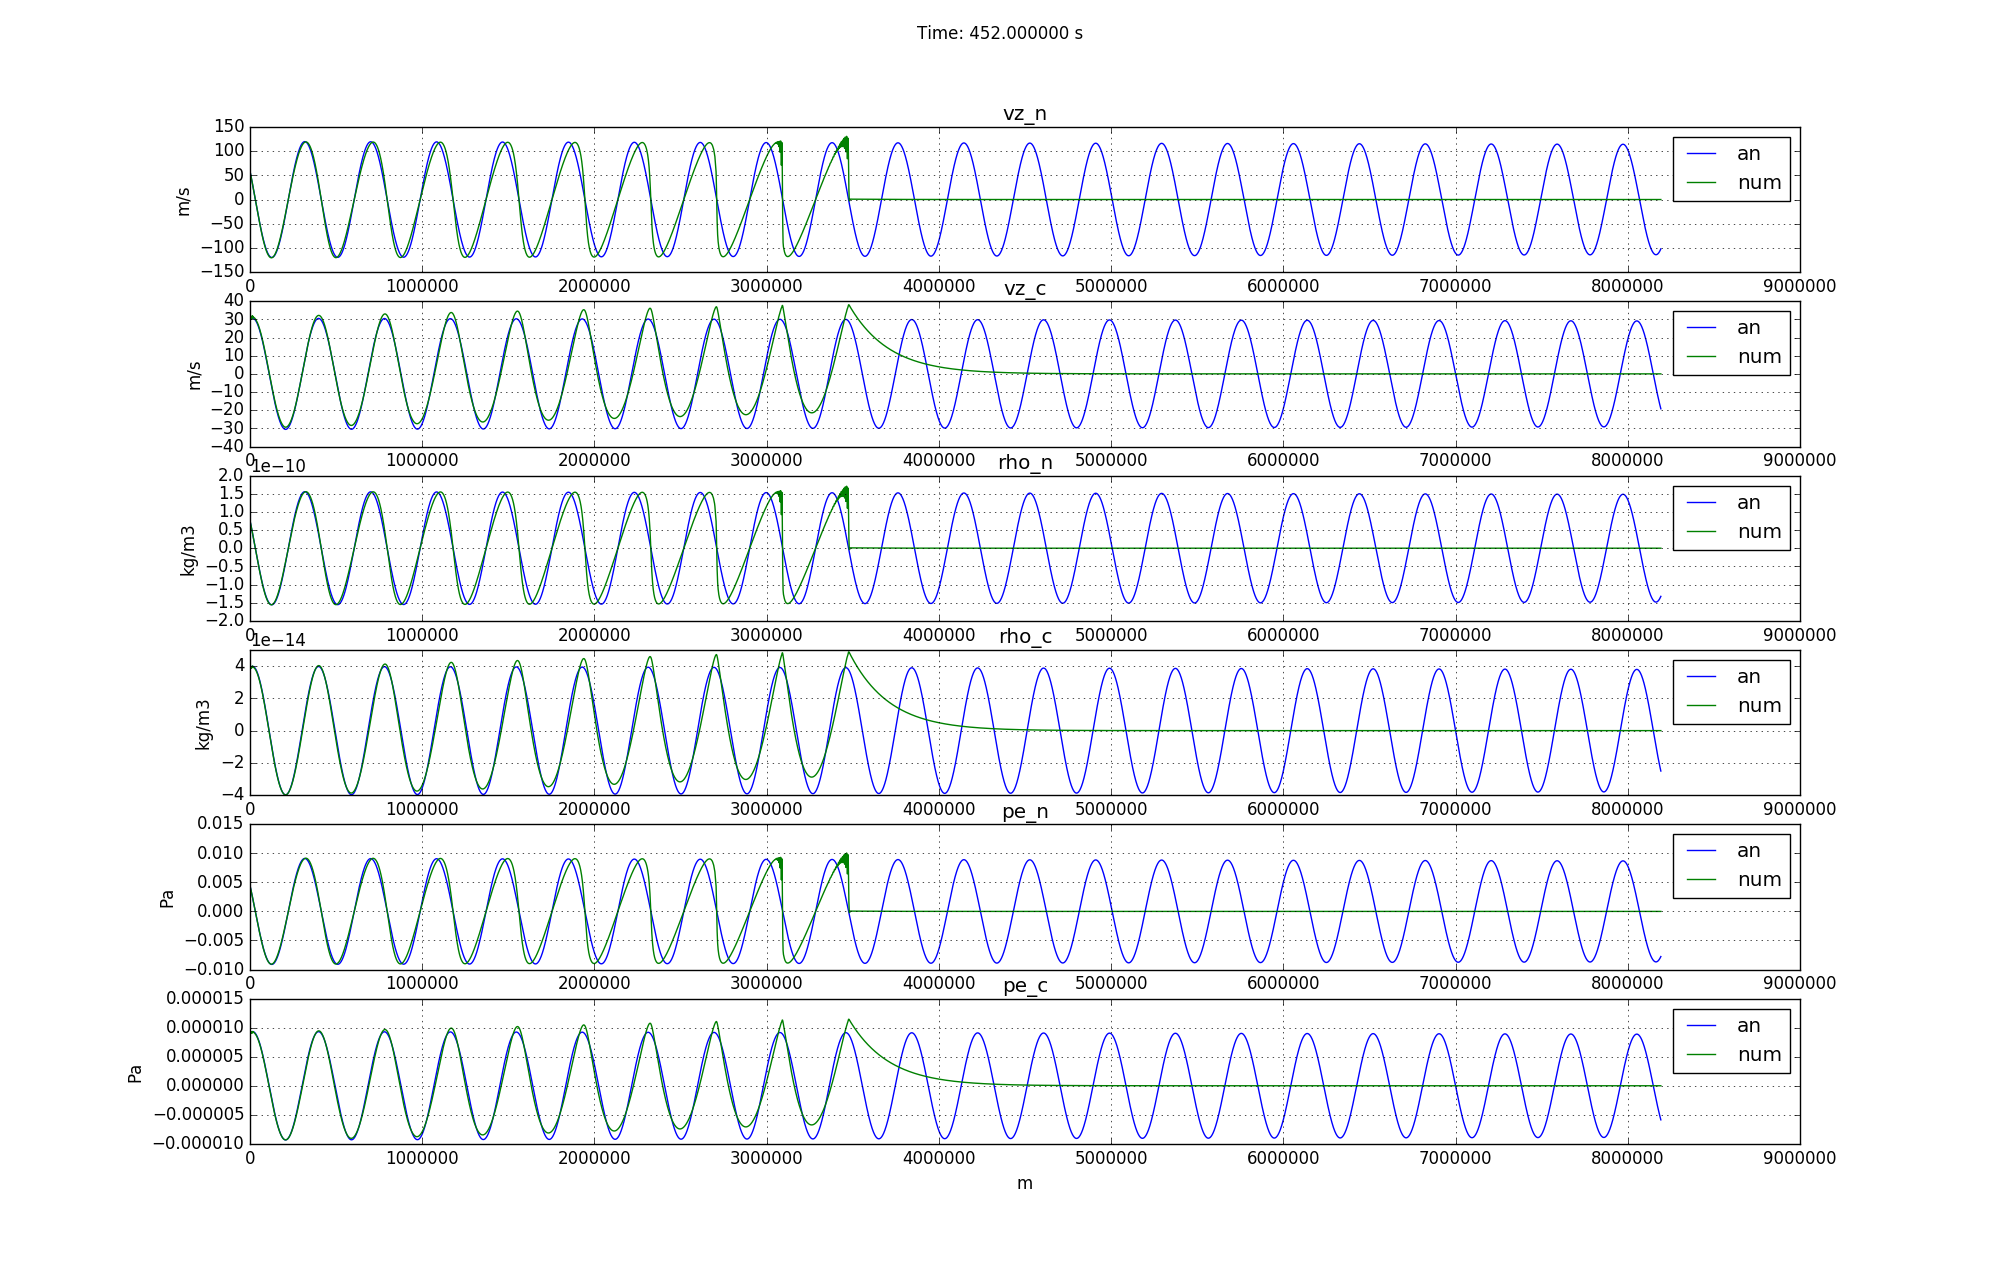 Time: 452.000000 s
vz_n
m/s
150
100
50
0
−50
−100
−150
an
num
0 1000000 2000000 3000000 4000000 5000000 6000000 7000000 8000000 9000000
vz_c
m/s
40
30
20
10
0
−10
−20
−30
−40
an
num
0 1000000 2000000 3000000 4000000 5000000 6000000 7000000 8000000 9000000
1e−10
rho_n
kg/m3
2.0
1.5
1.0
0.5
0.0
−0.5
−1.0
−1.5
−2.0
an
num
0 1000000 2000000 3000000 4000000 5000000 6000000 7000000 8000000 9000000
1e−14
rho_c
kg/m3
4
2
0
−2
−4
an
num
0 1000000 2000000 3000000 4000000 5000000 6000000 7000000 8000000 9000000
pe_n
Pa
0.015
0.010
0.005
0.000
−0.005
−0.010
an
num
0 1000000 2000000 3000000 4000000 5000000 6000000 7000000 8000000 9000000
pe_c
Pa
0.000015
0.000010
0.000005
0.000000
−0.000005
−0.000010
an
num
0 1000000 2000000 3000000 4000000 5000000 6000000 7000000 8000000 9000000
m